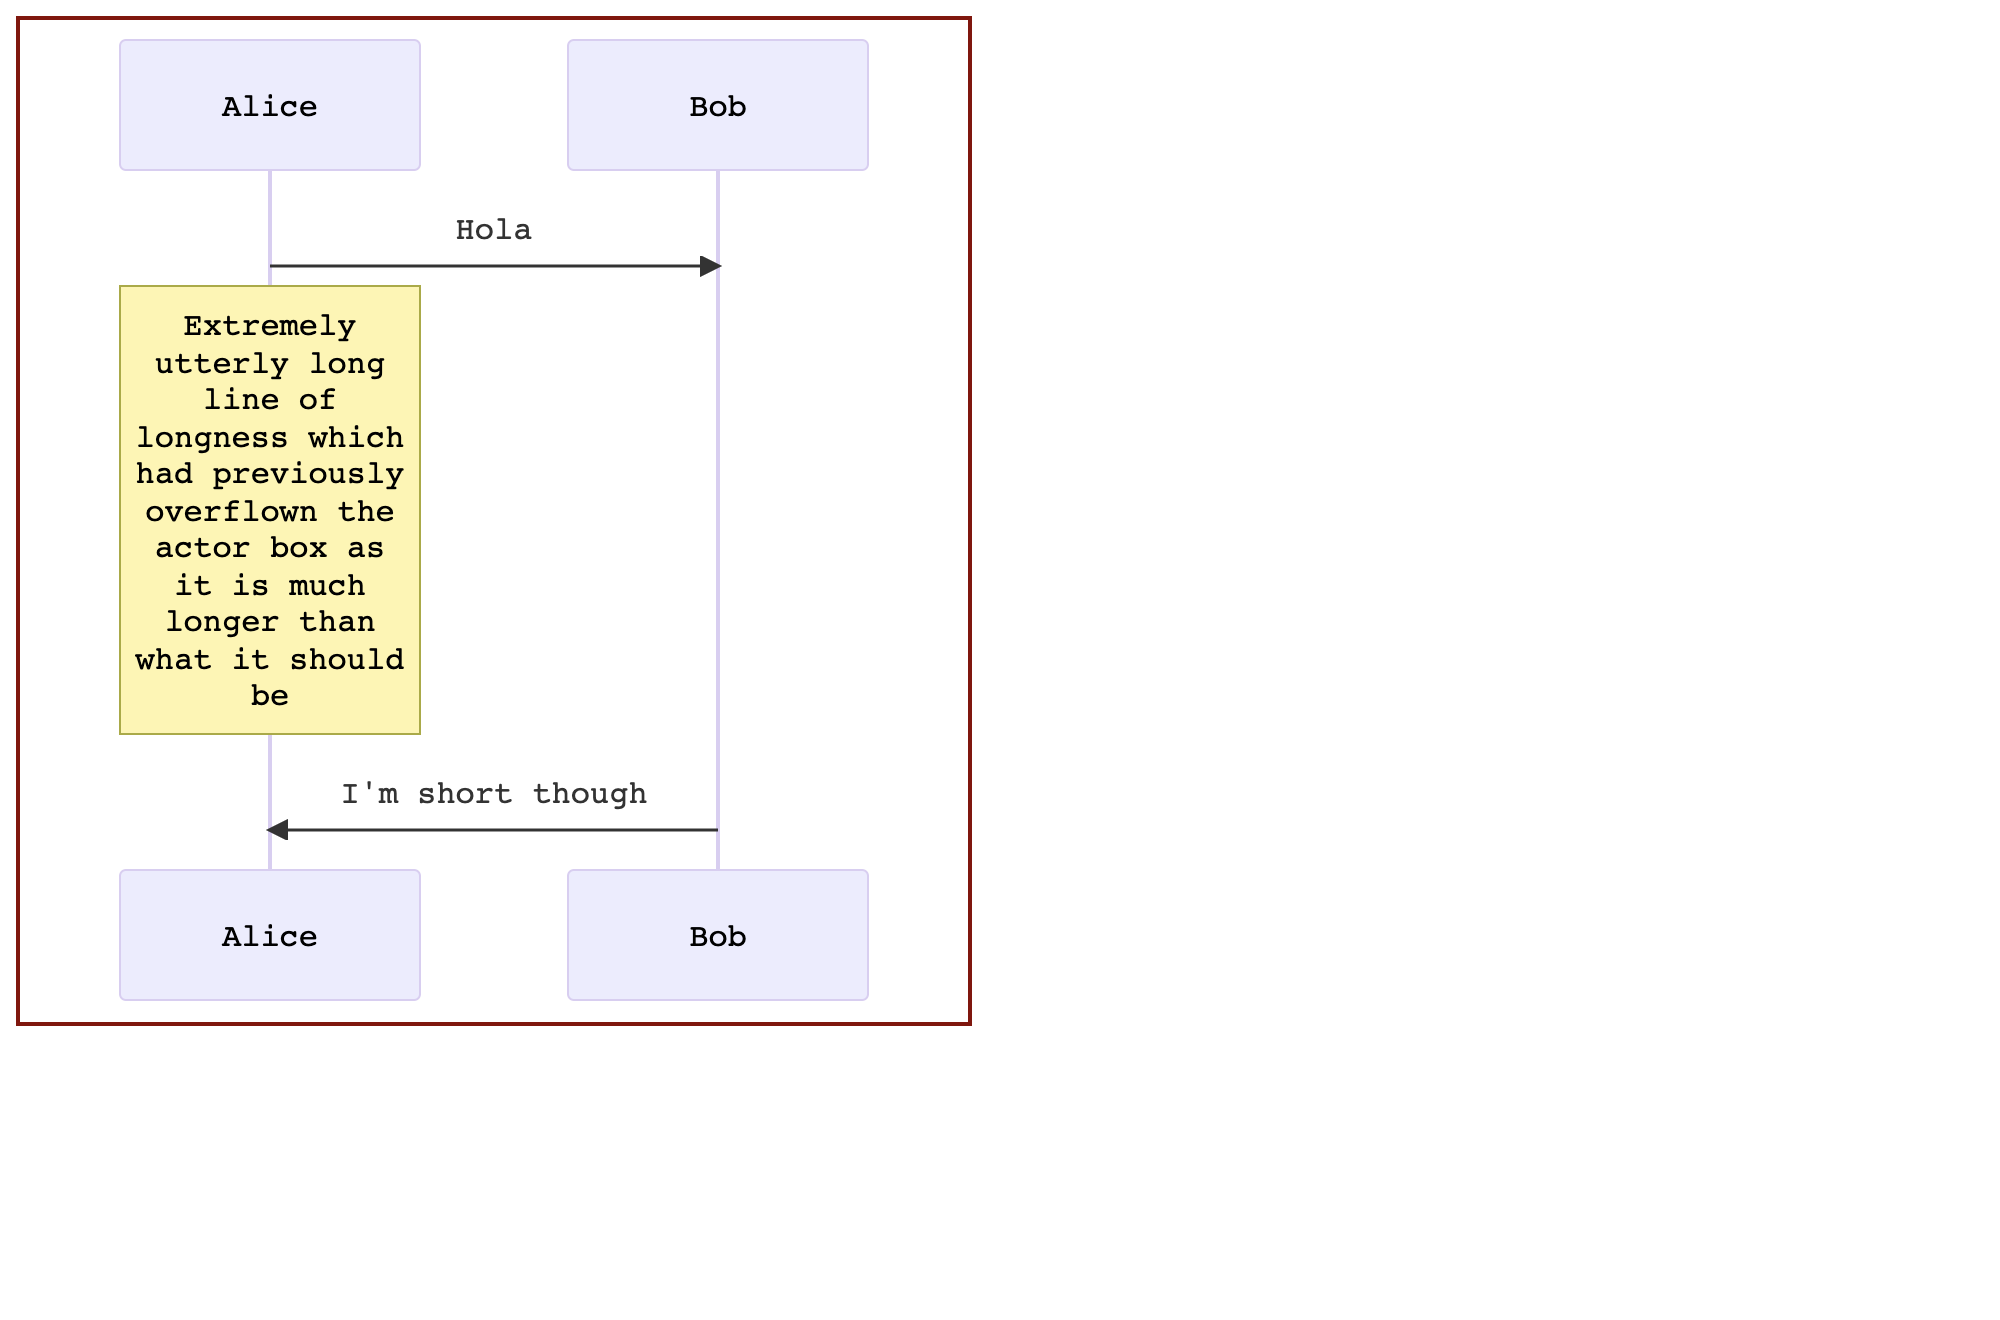 Alice
Bob
Hola
Extremely
utterly long
line of
longness which
had previously
overflown the
actor box as
it is much
longer than
what it should
be
I'm short though
Alice
Bob